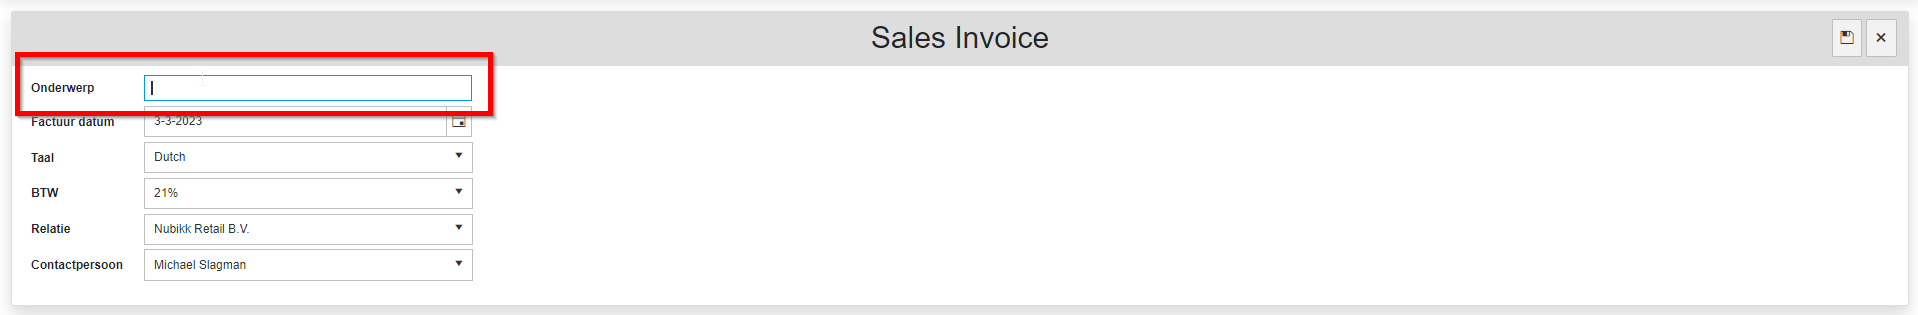 Sales Invoice
Onderwerp
Factuur datum 3-3-2023
Taal Dutch
BTW 21%
Relatie Nubikk Retail B.V.
Contactpersoon Michael Slagman